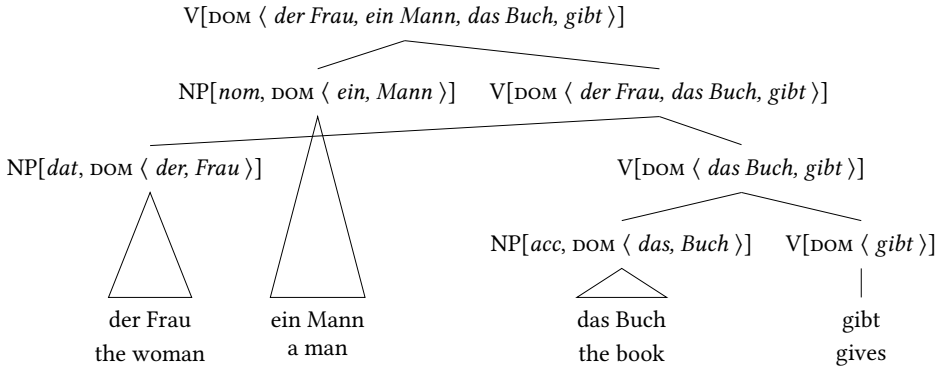 V[DOM ⟨ der Frau, ein Mann, das Buch, gibt ⟩]
NP[nom, DOM ⟨ ein, Mann ⟩] V[DOM ⟨ der Frau, das Buch, gibt ⟩]
NP[dat, DOM ⟨ der, Frau ⟩] V[DOM ⟨ das Buch, gibt ⟩]
NP[acc, DOM ⟨ das, Buch ⟩] V[DOM ⟨ gibt ⟩]
der Frau ein Mann das Buch gibt
the woman a man the book gives